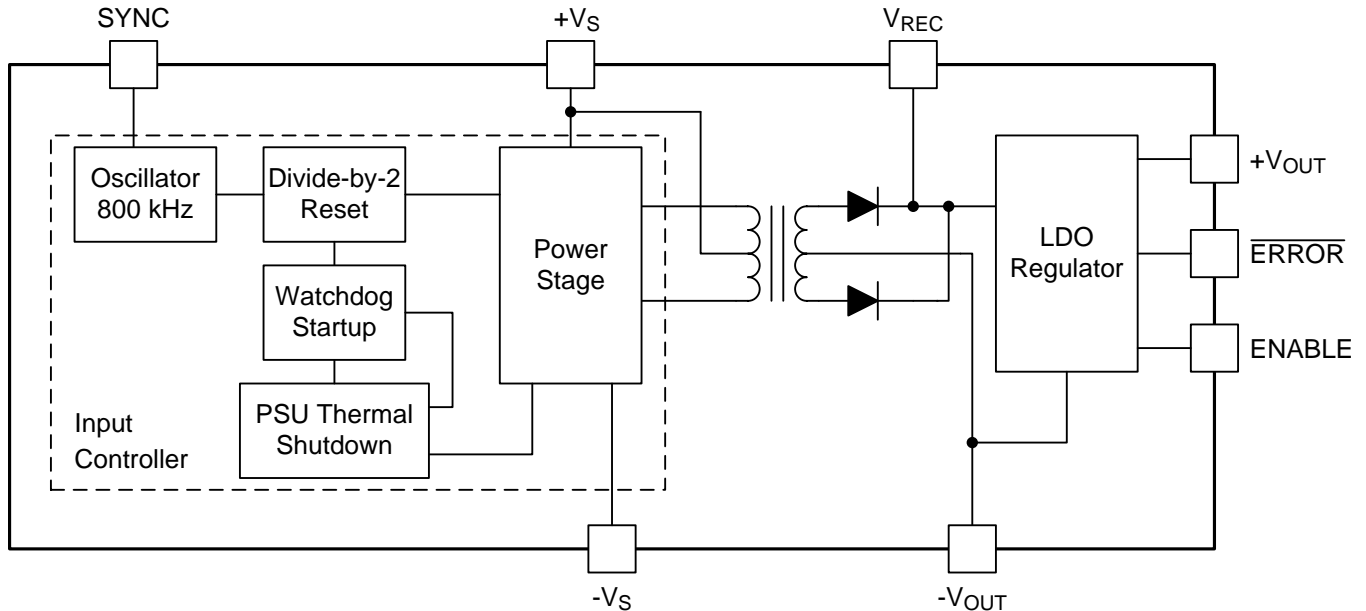 SYNC
+VS
VREC
Oscillator
800 kHz
Divide-by-2
Reset
Power
Stage
Watchdog
Startup
PSU Thermal
Shutdown
Input
Controller
LDO
Regulator
+VOUT
ERROR
ENABLE
-VS
-VOUT